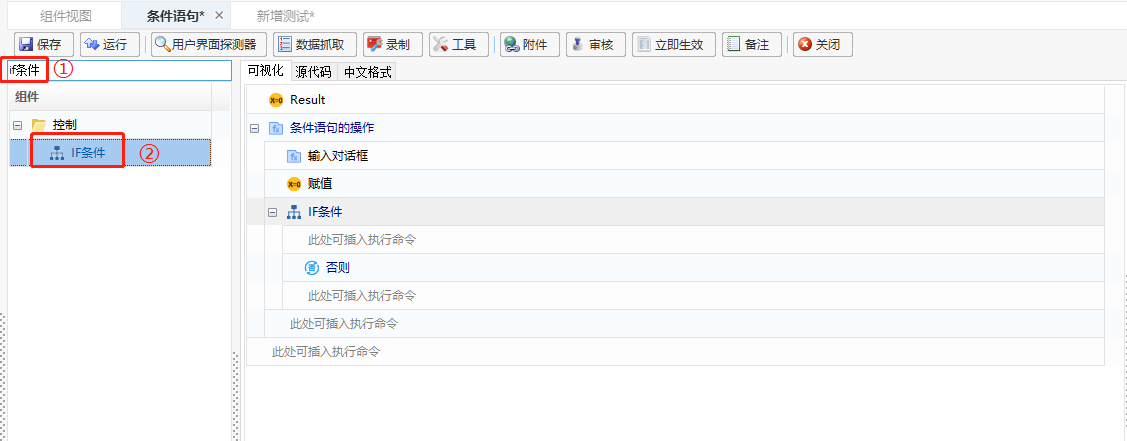 组件视图 条件语句* × 新增测试*
保存 运行 用户界面探测器 数据抓取 录制 工具 附件 审核 立即生效 备注 关闭
if条件 ① 可视化 源代码 中文格式
组件
X=0 Result
控制
fx 条件语句的操作
IF条件 ②
fx 输入对话框
X=0 赋值
IF条件
此处可插入执行命令
否 否则
此处可插入执行命令
此处可插入执行命令
此处可插入执行命令